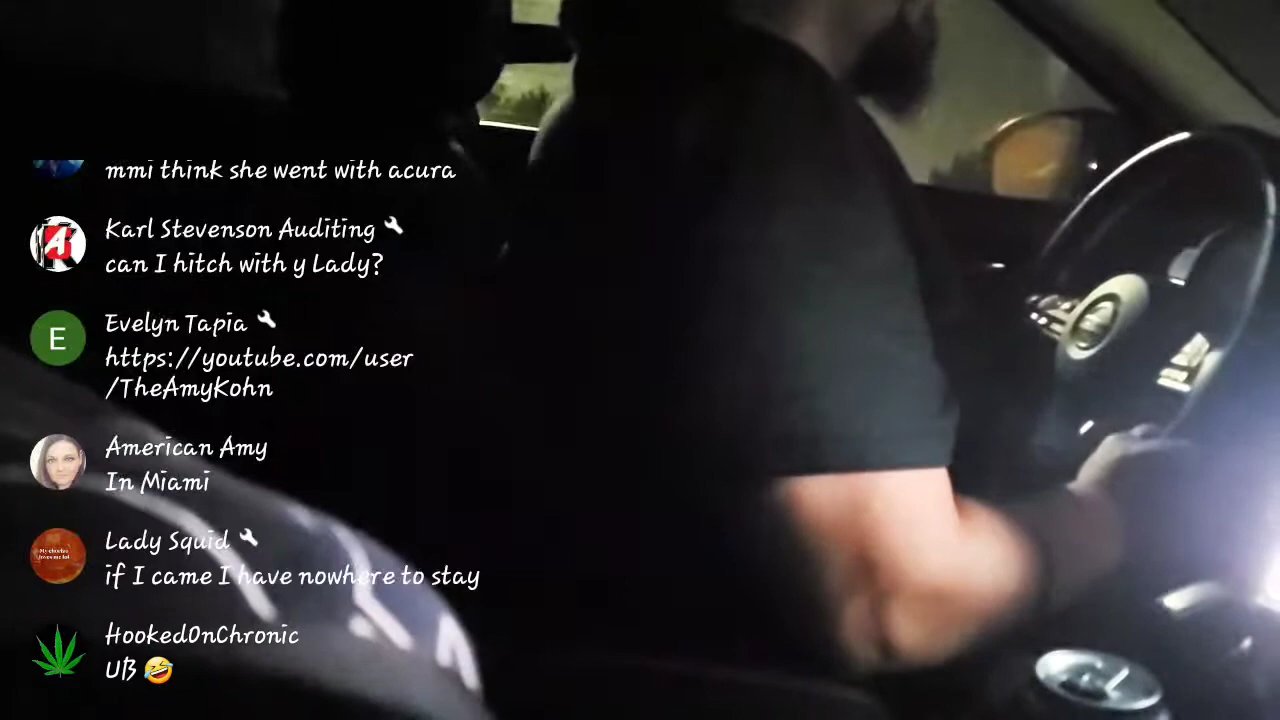 mmi think she went with acura
Karl Stevenson Auditing
can I hitch with y Lady?
E
Evelyn Tapia
https://youtube.com/user
/TheAmyKohn
American Amy
In Miami
Lady Squid
if I came I have nowhere to stay
HookedOnChronic
UB 🤣